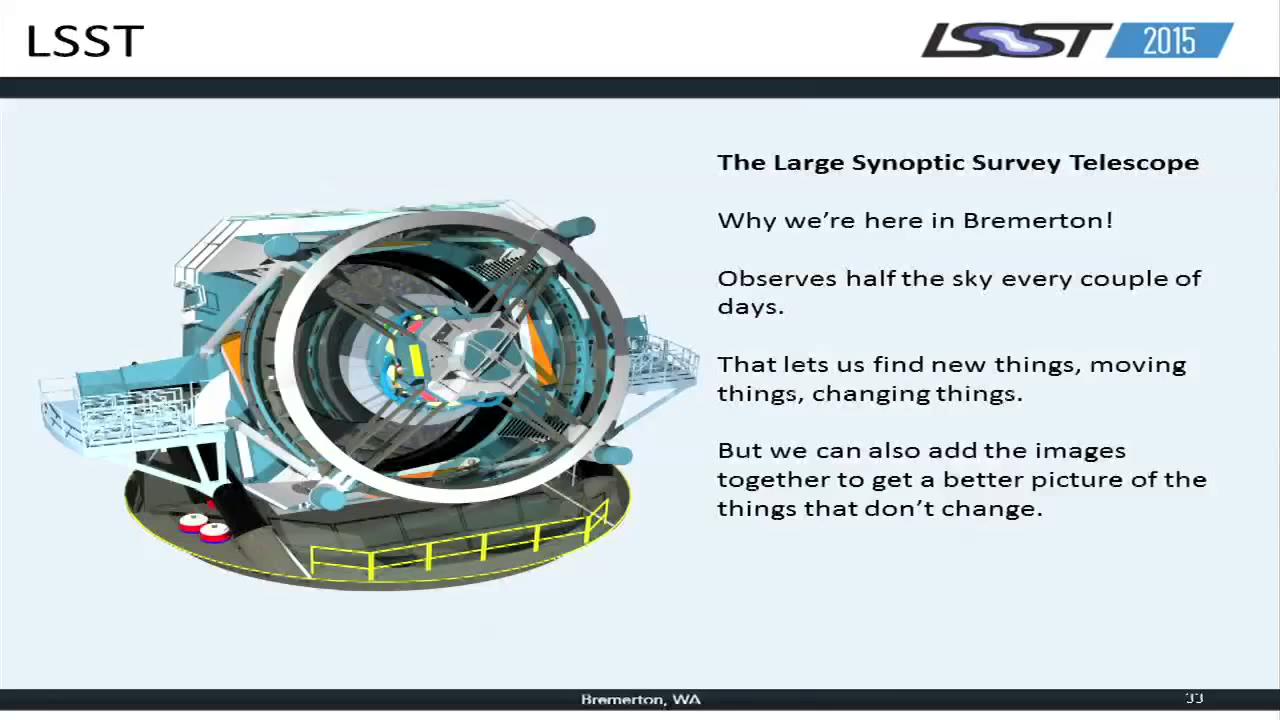 LSST
LSST 2015
The Large Synoptic Survey Telescope
Why we're here in Bremerton!
Observes half the sky every couple of
days.
That lets us find new things, moving
things, changing things.
But we can also add the images
together to get a better picture of the
things that don't change.
Bremerton, WA
33